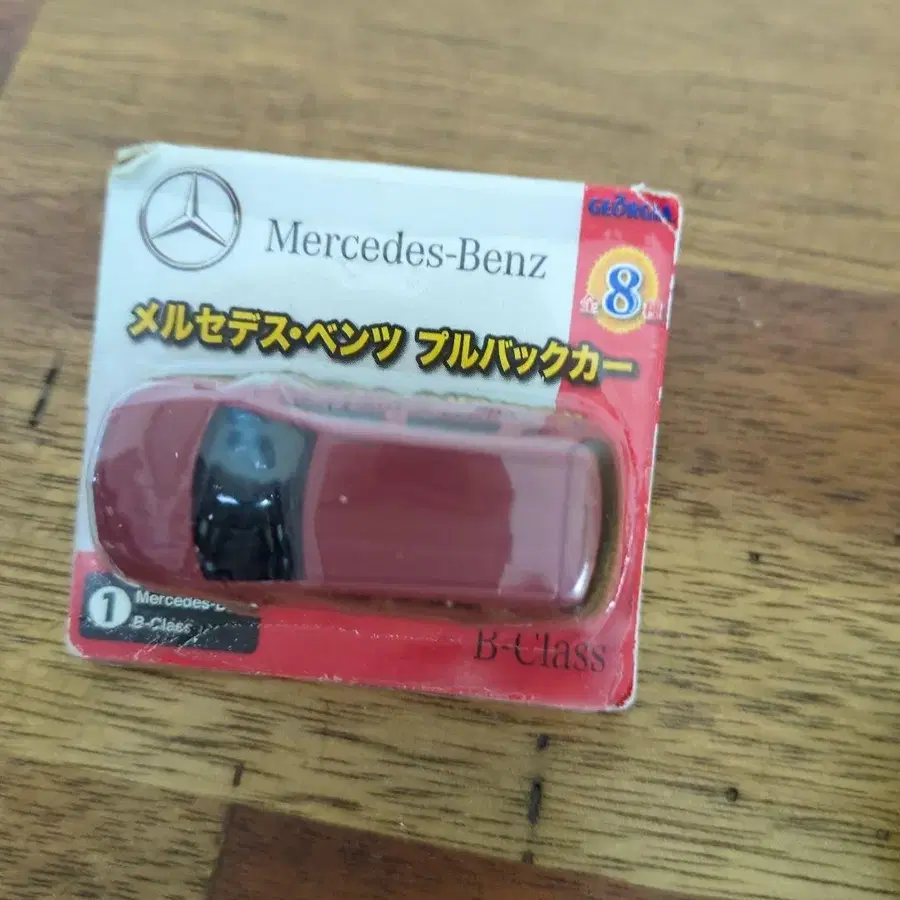 Mercedes-Benz
GEORGIA
全8種
メルセデス・ベンツ プルバックカー
1 Mercedes-
B-Class
B-Class